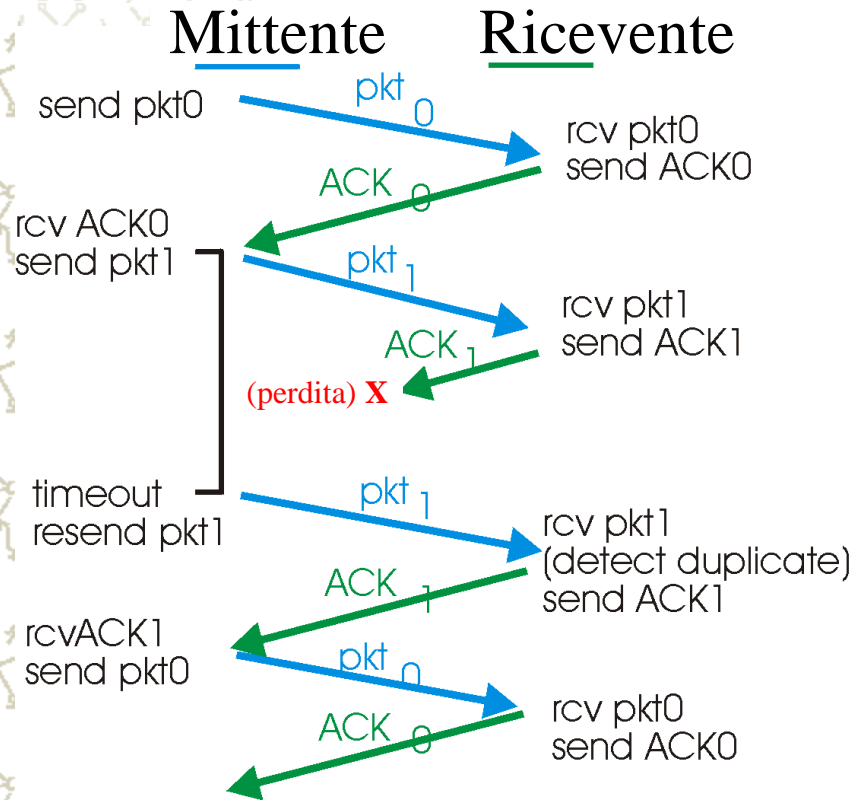 Mittente
Ricevente
send pkt0
pkt 0
rcv pkt0
send ACK0
ACK 0
rcv ACK0
send pkt1
pkt 1
rcv pkt1
send ACK1
ACK 1
(perdita) X
timeout
resend pkt1
pkt 1
rcv pkt1
(detect duplicate)
send ACK1
ACK 1
rcvACK1
send pkt0
pkt 0
rcv pkt0
send ACK0
ACK 0